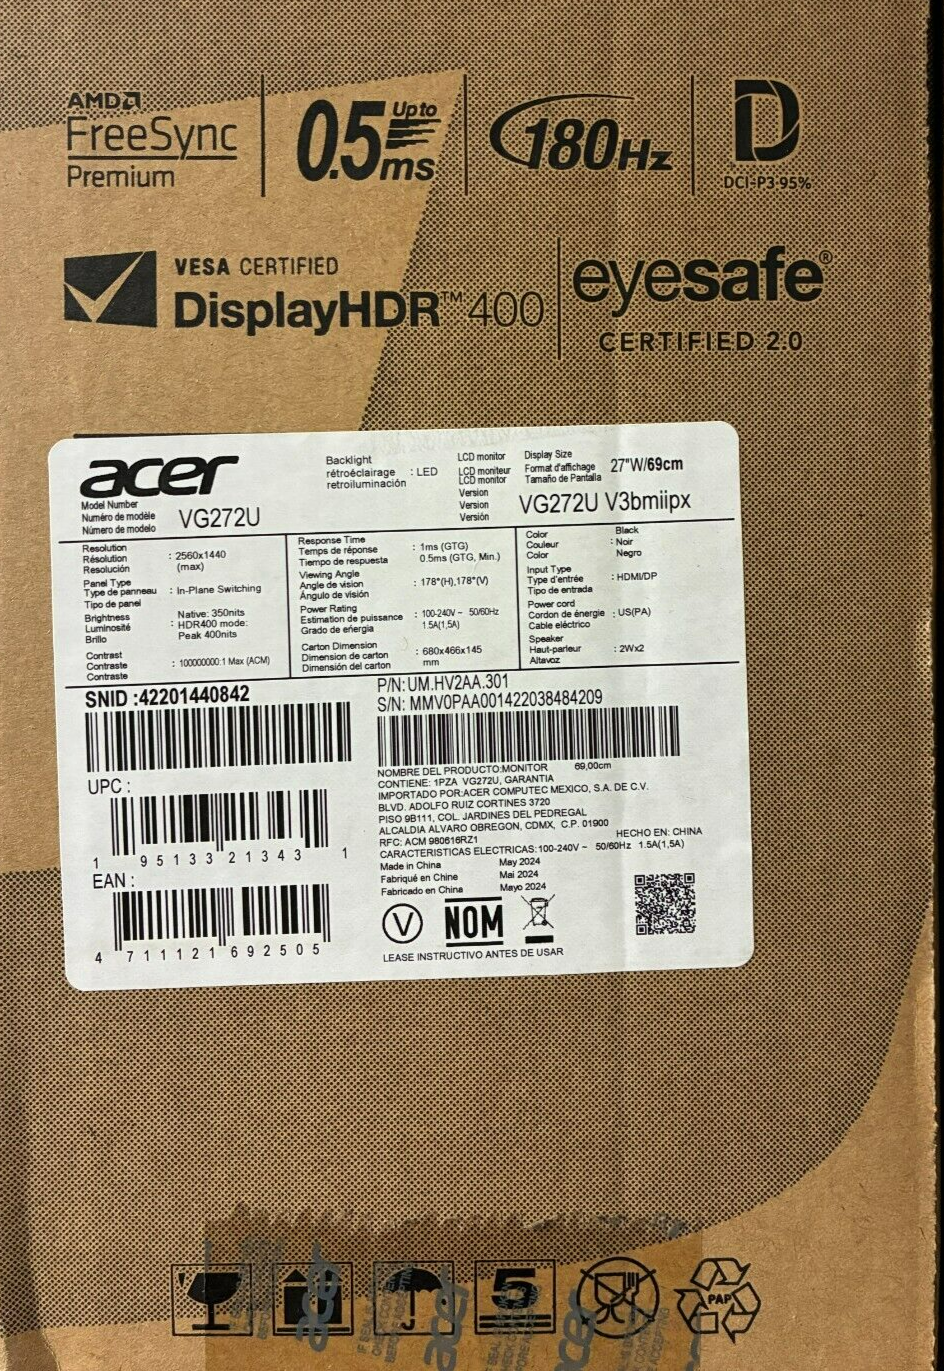 AMD
FreeSync
Premium
Up to
0.5ms
180Hz
D
DCI-P3 95%
VESA CERTIFIED
DisplayHDR™ 400
eyesafe®
CERTIFIED 2.0
acer
Model Number
Numéro de modèle
Número de modelo
VG272U
Backlight
rétroéclairage : LED
retroiluminación
LCD monitor
LCD moniteur
LCD monitor
Display Size
Format d'affichage
Tamaño de Pantalla
27"W/69cm
Version
Version
Versión
VG272U V3bmiipx
Resolution
Résolution : 2560x1440
Resolución (max)
Panel Type
Type de panneau : In-Plane Switching
Tipo de panel
Brightness Native: 350nits
Luminosité : HDR400 mode:
Brillo Peak 400nits
Contrast
Contraste : 100000000:1 Max (ACM)
Contraste
Response Time
Temps de réponse : 1ms (GTG)
Tiempo de respuesta 0.5ms (GTG, Min.)
Viewing Angle
Angle de vision : 178°(H),178°(V)
Ángulo de visión
Power Rating
Estimation de puissance : 100-240V ~ 50/60Hz
Grado de energía 1.5A(1,5A)
Carton Dimension
Dimension de carton : 680x466x145
Dimensión del carton mm
Color Black
Couleur : Noir
Color Negro
Input Type
Type d'entrée : HDMI/DP
Tipo de entrada
Power cord
Cordon de énergie : US(PA)
Cable eléctrico
Speaker
Haut-parleur : 2Wx2
Altavoz
SNID :42201440842
P/N: UM.HV2AA.301
S/N: MMV0PAA001422038484209
UPC :
1 95133 21343 1
EAN :
4 711121 692505
NOMBRE DEL PRODUCTO:MONITOR 69,00cm
CONTIENE: 1PZA VG272U, GARANTIA
IMPORTADO POR:ACER COMPUTEC MEXICO, S.A. DE C.V.
BLVD. ADOLFO RUIZ CORTINES 3720
PISO 9B111, COL. JARDINES DEL PEDREGAL
ALCALDIA ALVARO OBREGON, CDMX, C.P. 01900
RFC: ACM 980616RZ1 HECHO EN: CHINA
CARACTERISTICAS ELECTRICAS:100-240V ~ 50/60Hz 1.5A(1,5A)
Made in China May 2024
Fabriqué en Chine Mai 2024
Fabricado en China Mayo 2024
V NOM
LEASE INSTRUCTIVO ANTES DE USAR
5
PAP
acer acer acer